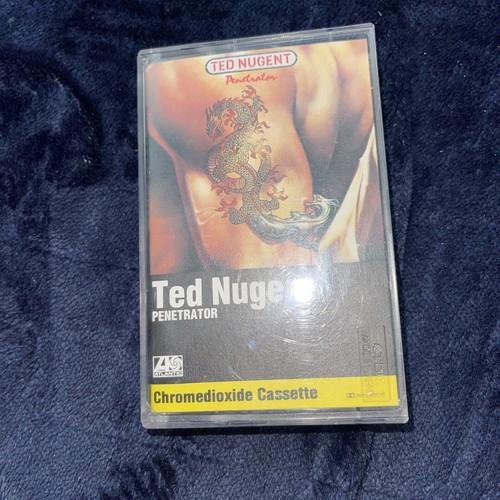 TED NUGENT
Penetrator
Ted Nuge
PENETRATOR
ATLANTIC
Chromedioxide Cassette